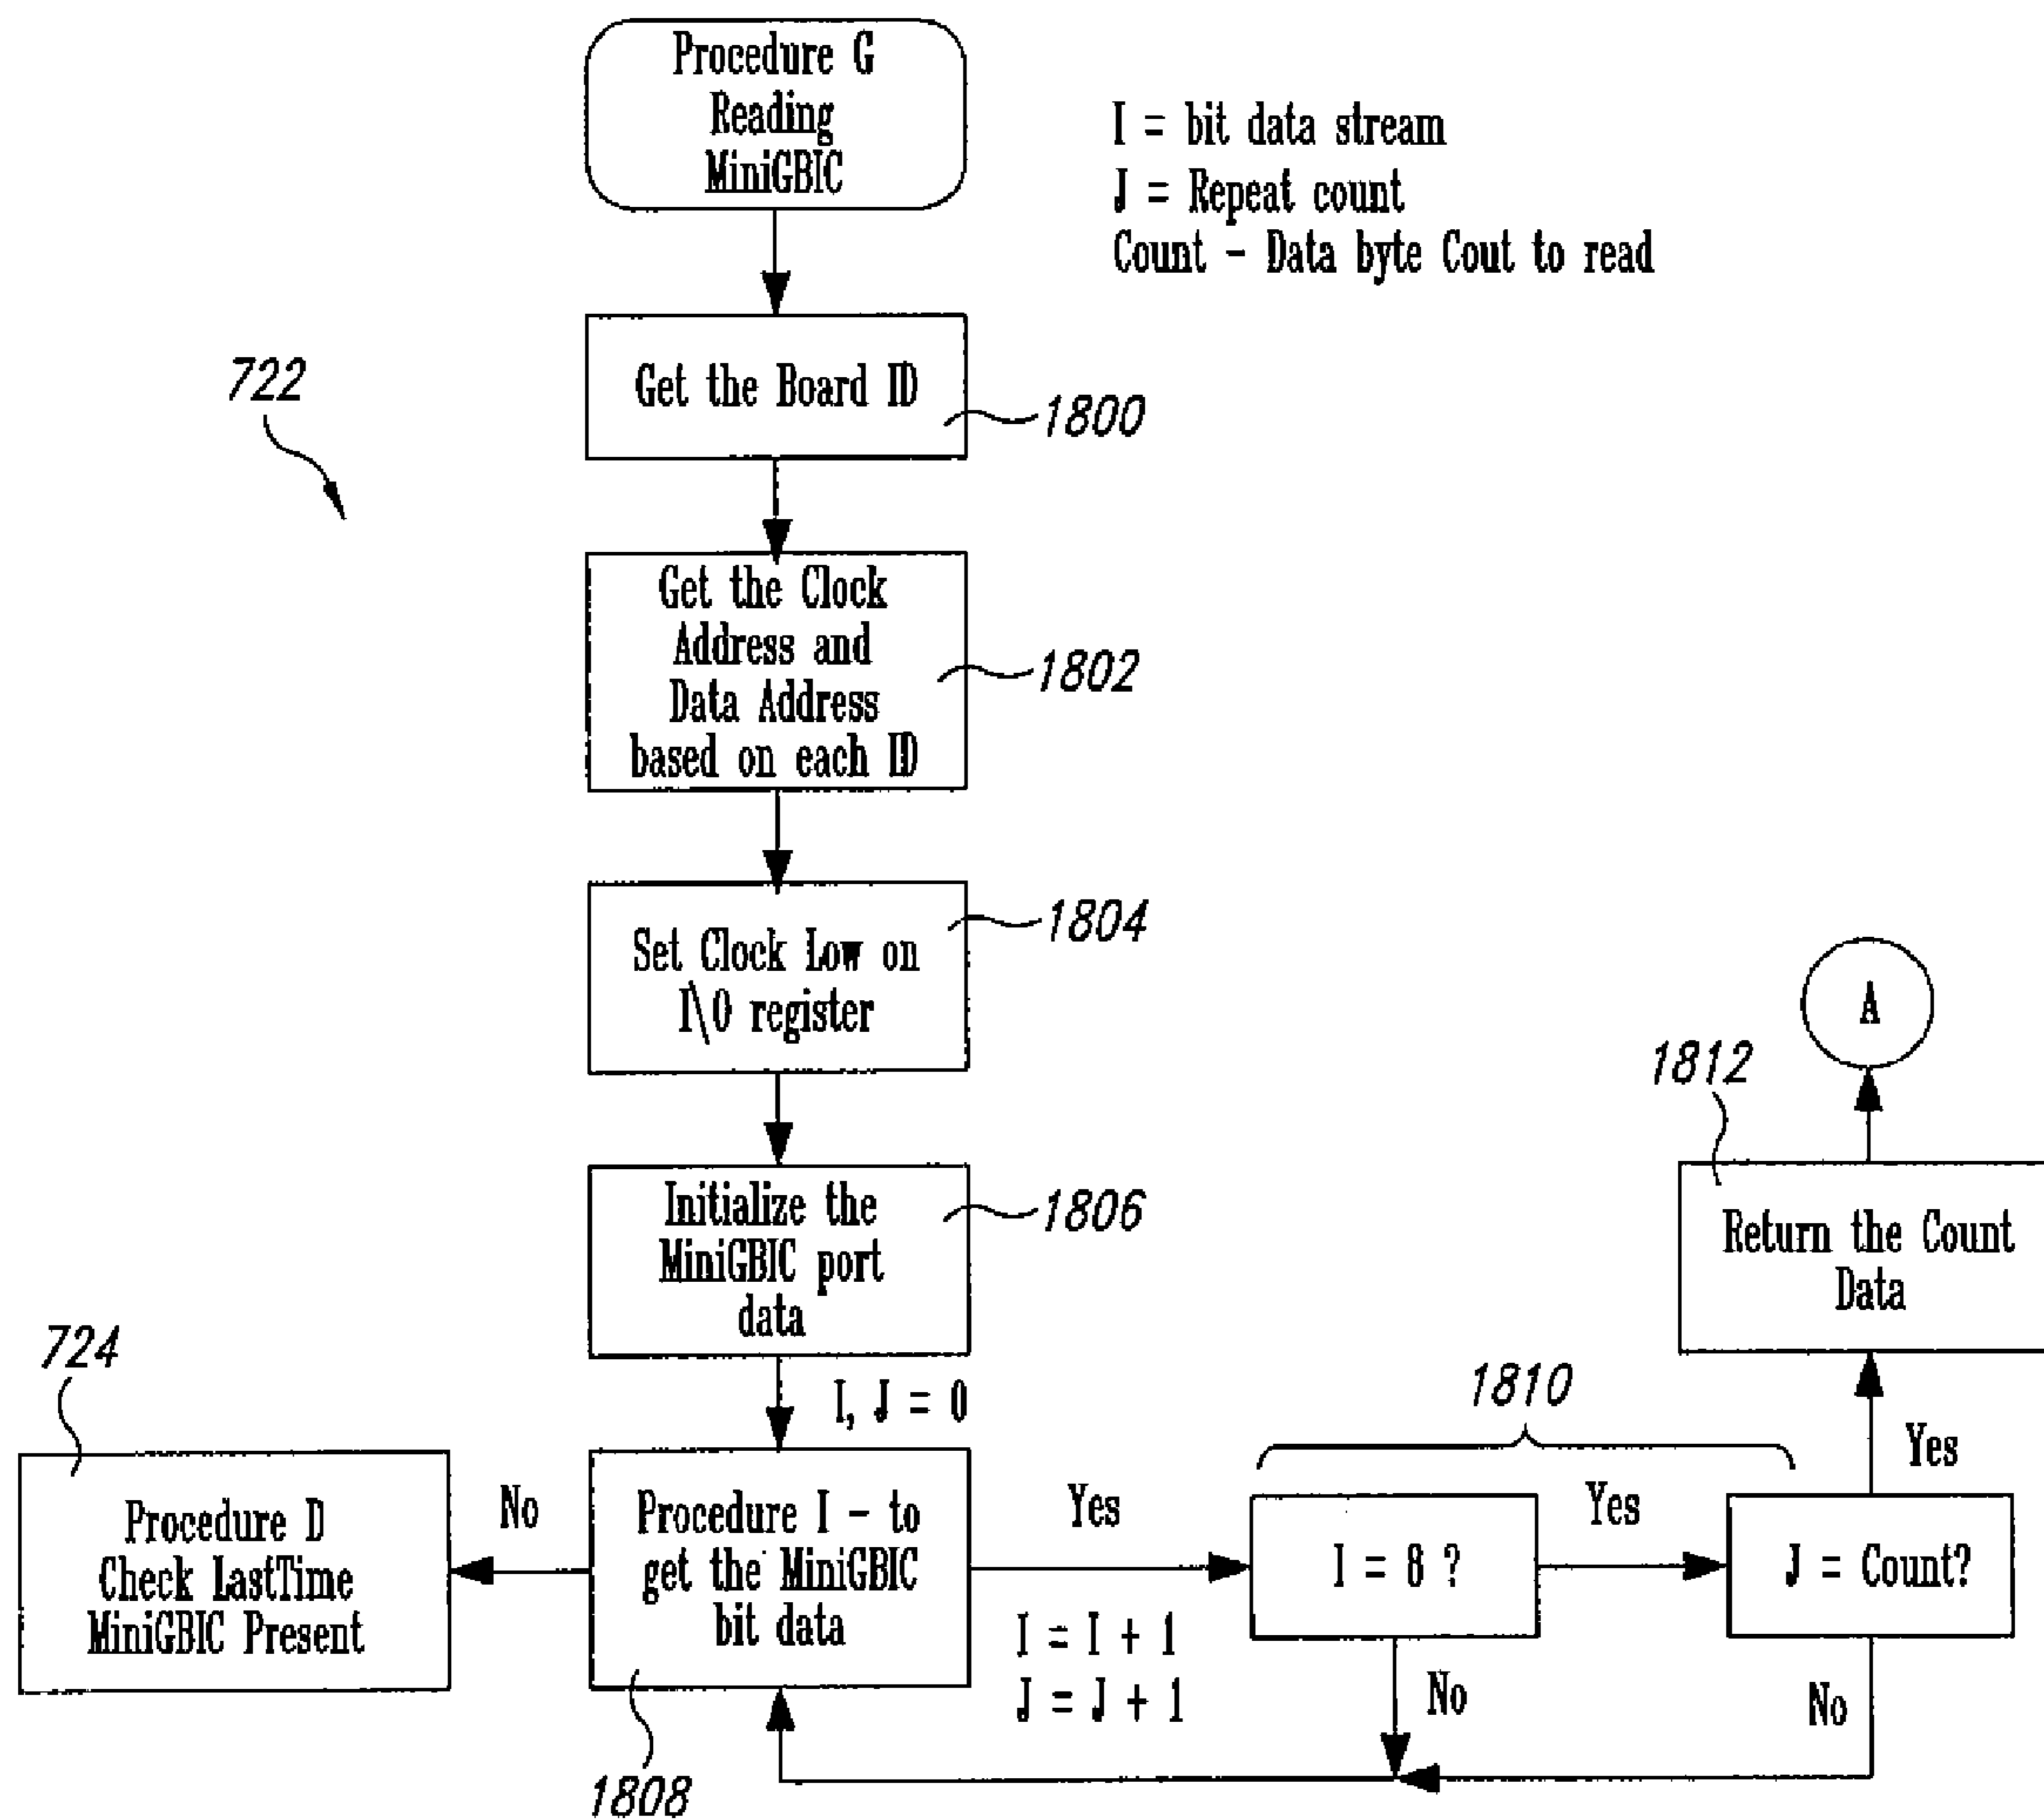 Procedure G
Reading
MiniGBIC
I = bit data stream
J = Repeat count
Count - Data byte Cout to read
722
Get the Board ID
1800
Get the Clock
Address and
Data Address
based on each ID
1802
Set Clock Low on
I\O register
1804
A
1812
Initialize the
MiniGBIC port
data
1806
Return the Count
Data
724
I, J = 0
1810
Yes
Procedure D
Check LastTime
MiniGBIC Present
No
Procedure I - to
get the MiniGBIC
bit data
Yes
I = I + 1
J = J + 1
I = 8 ?
Yes
J = Count?
No
No
1808